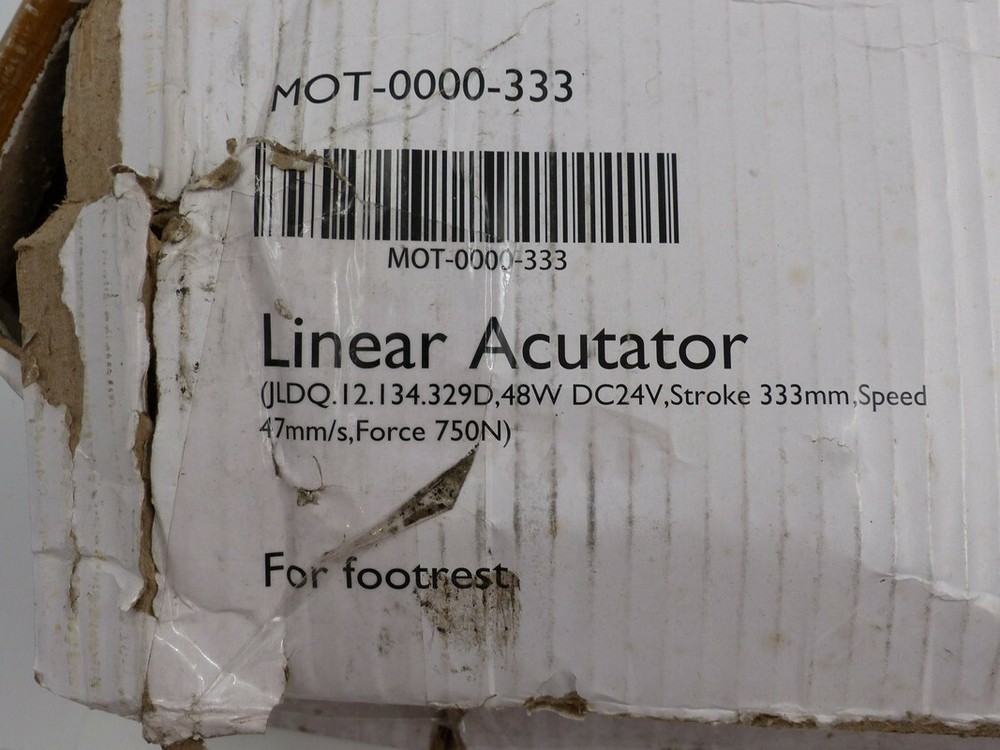 MOT-0000-333
MOT-0000-333
Linear Acutator
(JLDQ.12.134.329D,48W DC24V,Stroke 333mm,Speed
47mm/s,Force 750N)
For footrest